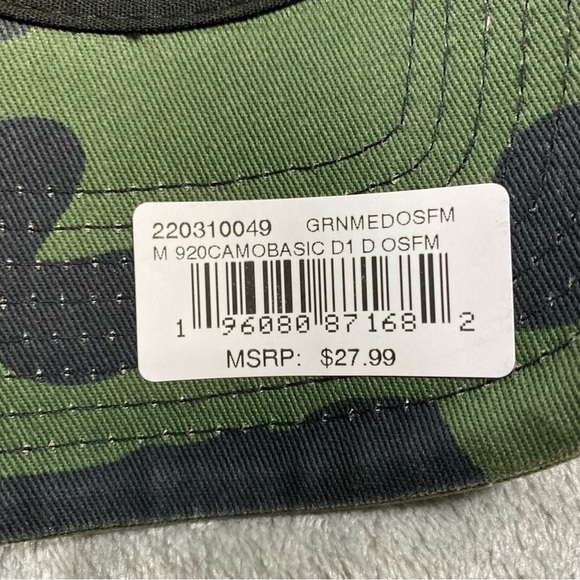 220310049 GRNMEDOSFM
M 920CAMOBASIC D1 D OSFM
1 96080 87168 2
MSRP: $27.99